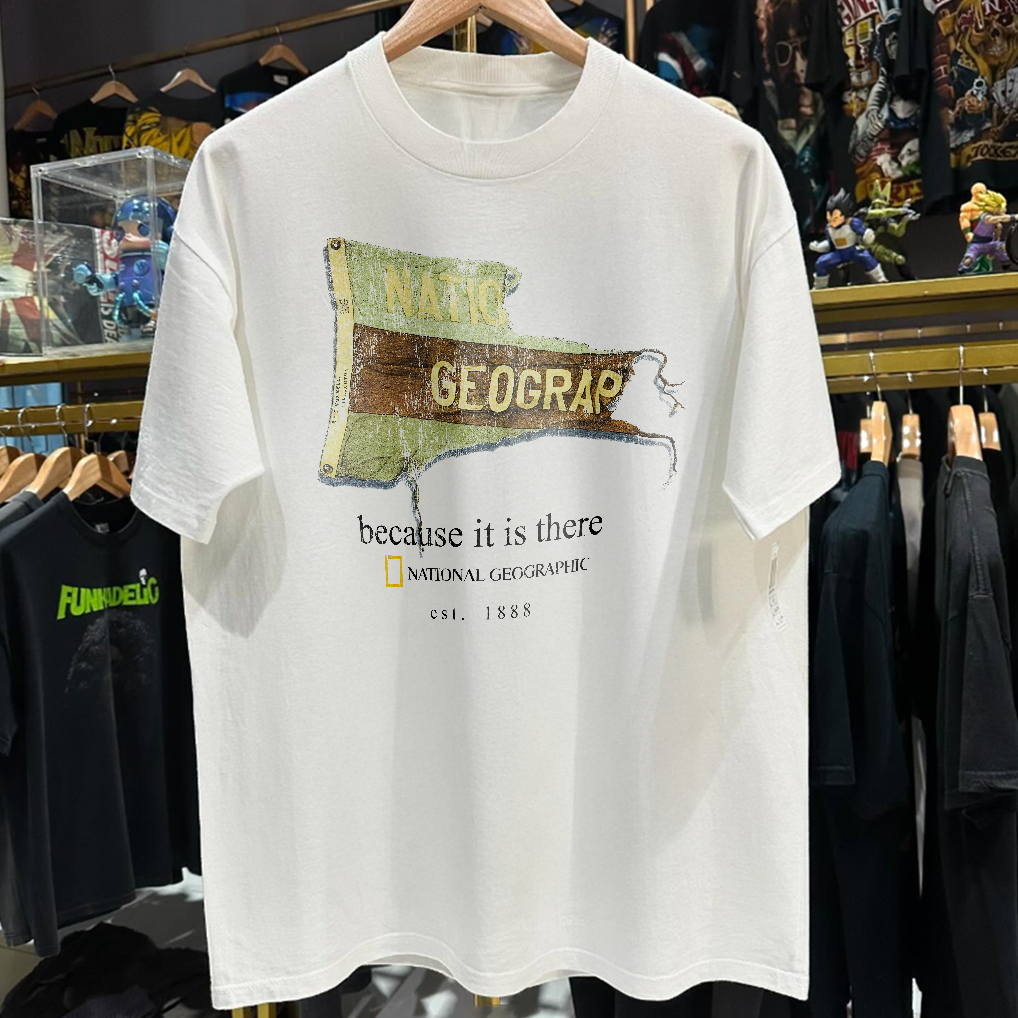 NATIO
GEOGRAP
because it is there
NATIONAL GEOGRAPHIC
est. 1888
FUNKADELIC